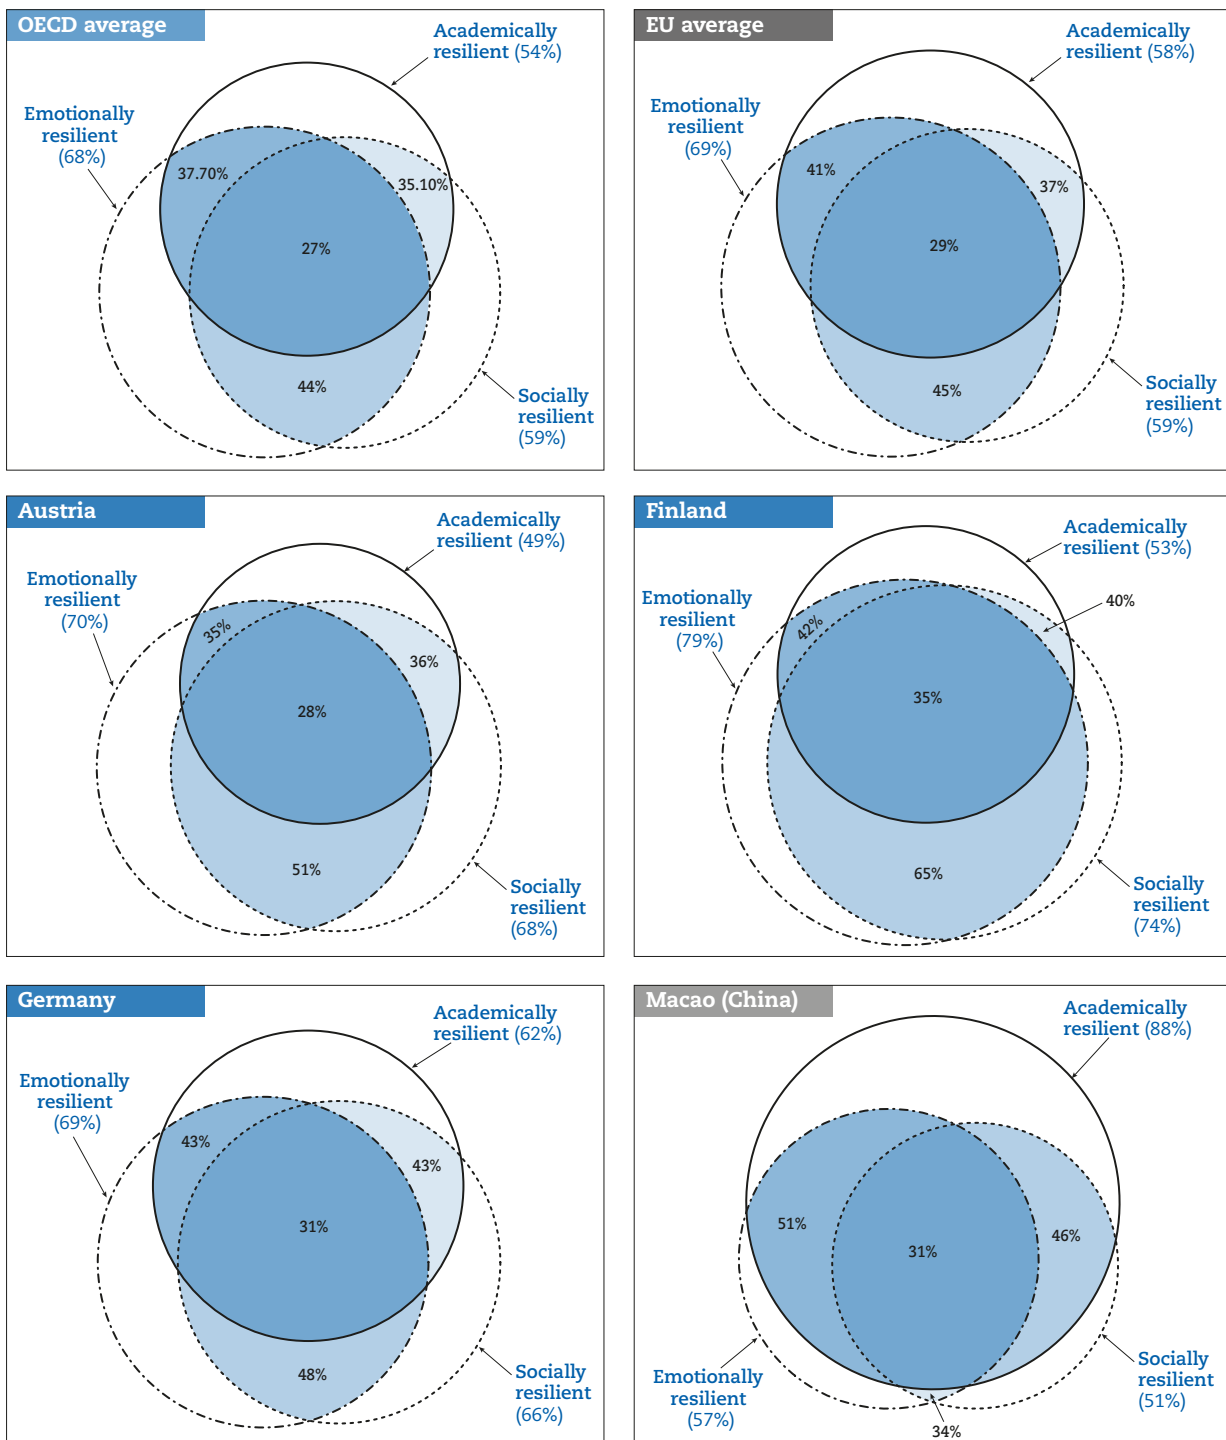 OECD average
Academically
resilient (54%)
Emotionally
resilient
(68%)
37.70%
35.10%
27%
44%
Socially
resilient
(59%)
EU average
Academically
resilient (58%)
Emotionally
resilient
(69%)
41%
37%
29%
45%
Socially
resilient
(59%)
Austria
Academically
resilient (49%)
Emotionally
resilient
(70%)
35%
36%
28%
51%
Socially
resilient
(68%)
Finland
Academically
resilient (53%)
Emotionally
resilient
(79%)
40%
42%
35%
65%
Socially
resilient
(74%)
Germany
Academically
resilient (62%)
Emotionally
resilient
(69%)
43%
43%
31%
48%
Socially
resilient
(66%)
Macao (China)
Academically
resilient (88%)
51%
46%
31%
Emotionally
resilient
(57%)
Socially
resilient
(51%)
34%